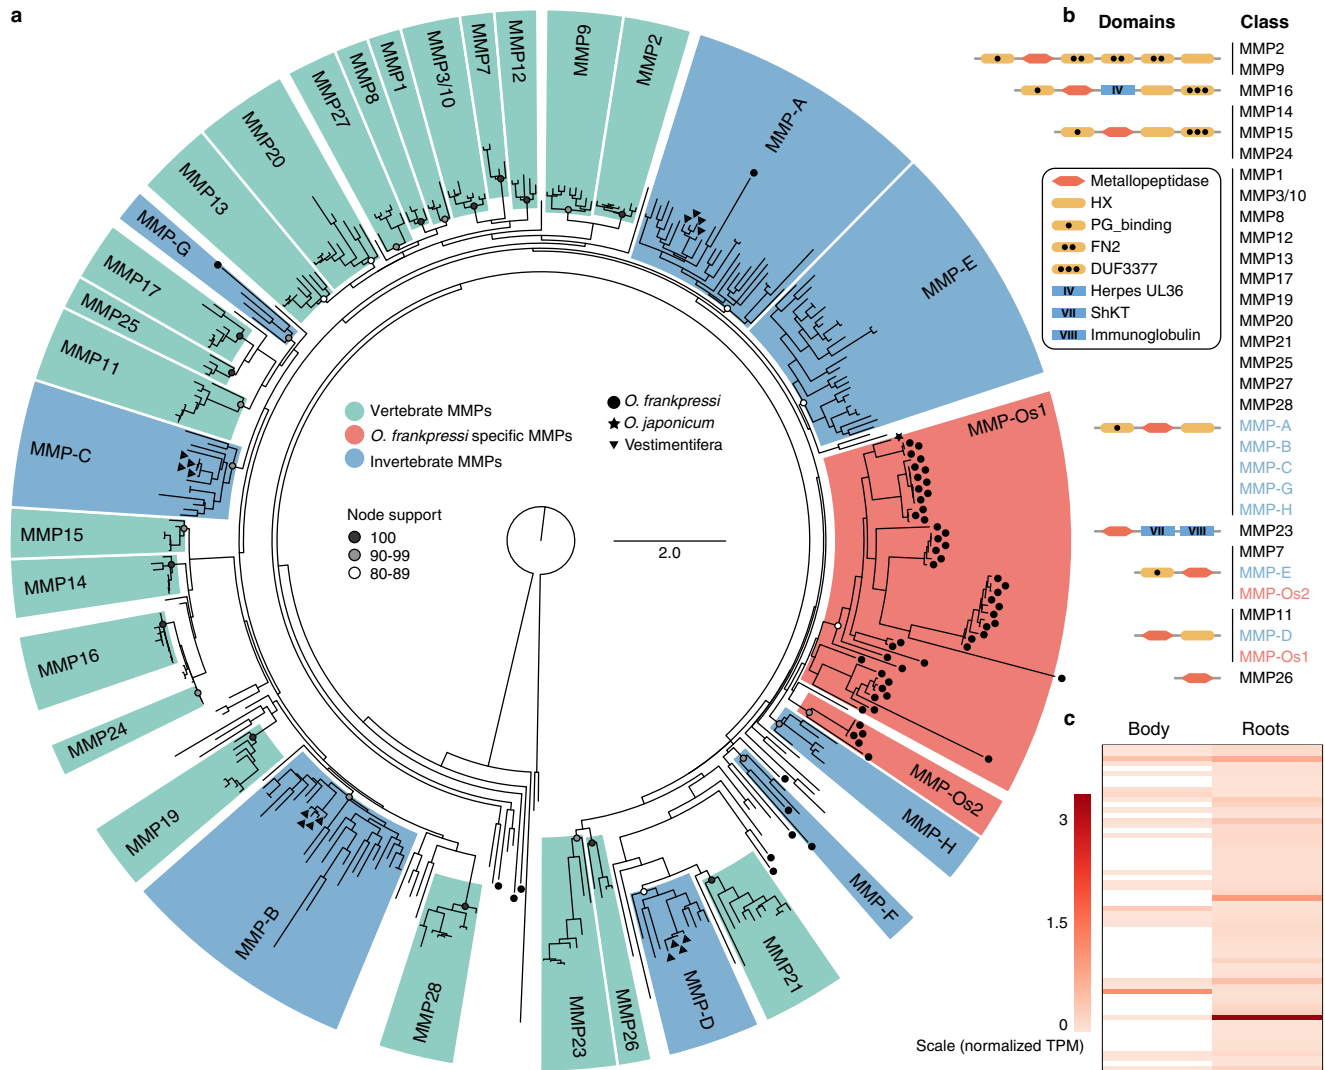 a
MMP27
MMP8
MMP1
MMP3/10
MMP7
MMP12
MMP9
MMP2
MMP-A
MMP-E
MMP20
MMP13
MMP-G
MMP17
MMP25
MMP11
MMP-C
MMP15
MMP14
MMP16
MMP24
MMP19
MMP-B
MMP28
MMP23
MMP26
MMP-D
MMP21
MMP-F
MMP-H
MMP-Os2
MMP-Os1
Vertebrate MMPs
O. frankpressi specific MMPs
Invertebrate MMPs
O. frankpressi
O. japonicum
Vestimentifera
Node support
100
90-99
80-89
2.0
b
Domains
Class
MMP2
MMP9
IV
MMP16
MMP14
MMP15
MMP24
Metallopeptidase
HX
PG_binding
FN2
DUF3377
IV Herpes UL36
VII ShKT
VIII Immunoglobulin
MMP1
MMP3/10
MMP8
MMP12
MMP13
MMP17
MMP19
MMP20
MMP21
MMP25
MMP27
MMP28
MMP-A
MMP-B
MMP-C
MMP-G
MMP-H
VII VIII
MMP23
MMP7
MMP-E
MMP-Os2
MMP11
MMP-D
MMP-Os1
MMP26
c
Body
Roots
3
1.5
0
Scale (normalized TPM)